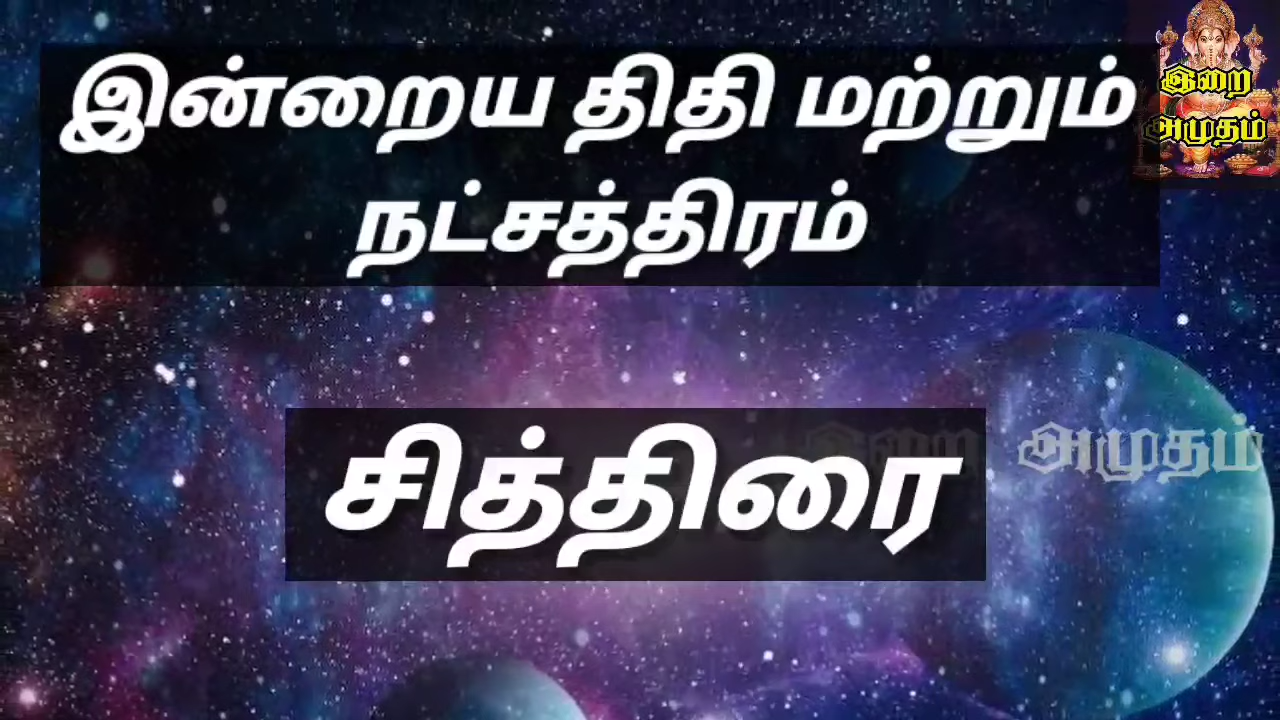 இன்றைய திதி மற்றும்
நட்சத்திரம்
இறை
அமுதம்
சித்திரை
இறை அமுதம்